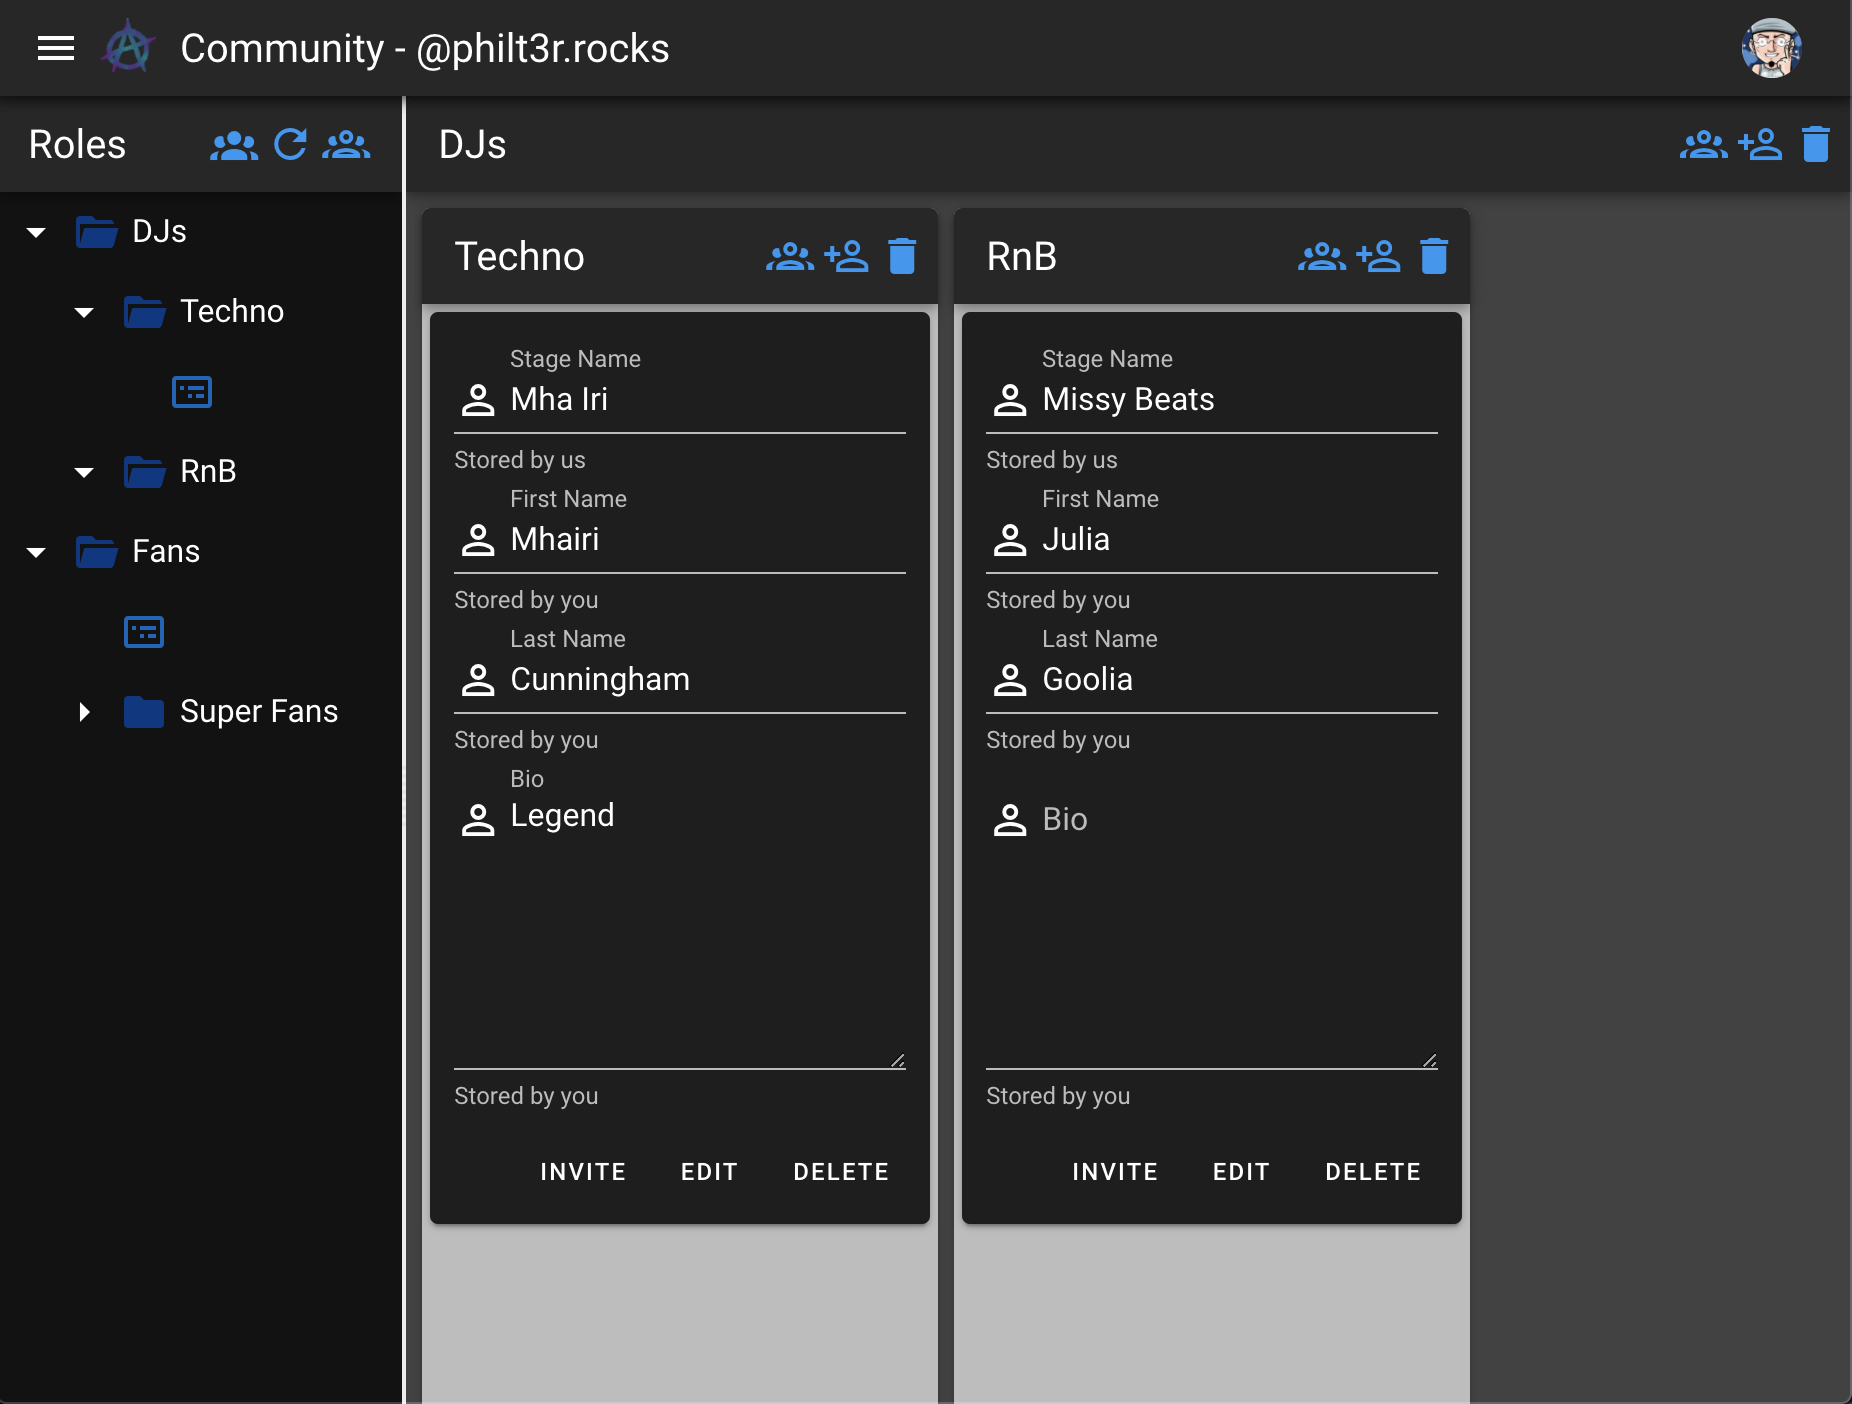 Community - @philt3r.rocks
Roles
DJs
Techno
RnB
Fans
Super Fans
DJs
Techno
Stage Name
Mha Iri
Stored by us
First Name
Mhairi
Stored by you
Last Name
Cunningham
Stored by you
Bio
Legend
Stored by you
INVITE EDIT DELETE
RnB
Stage Name
Missy Beats
Stored by us
First Name
Julia
Stored by you
Last Name
Goolia
Stored by you
Bio
Stored by you
INVITE EDIT DELETE